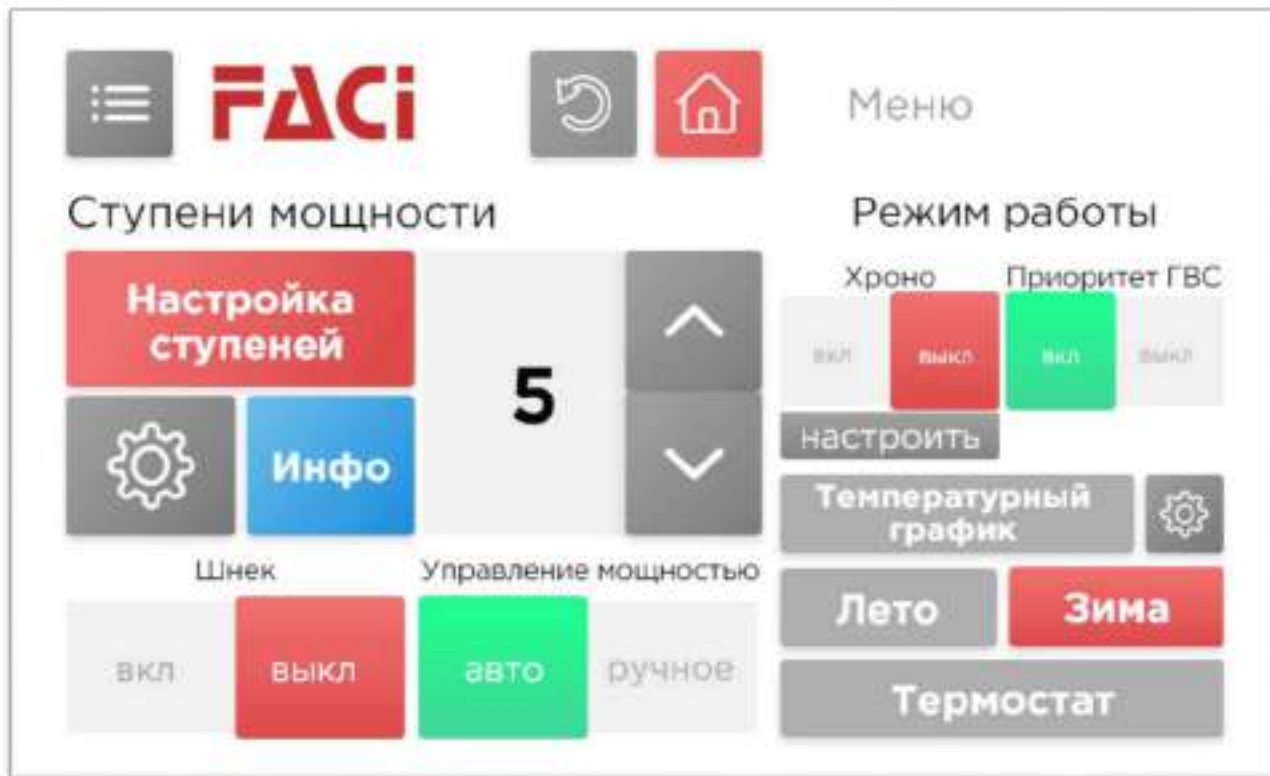 FACi
Меню
Ступени мощности
Режим работы
Настройка
ступеней
5
Инфо
Хроно
Приоритет ГВС
вкл
выкл
вкл
выкл
настроить
Температурный
график
Шнек
Управление мощностью
вкл
выкл
авто
ручное
Лето
Зима
Термостат